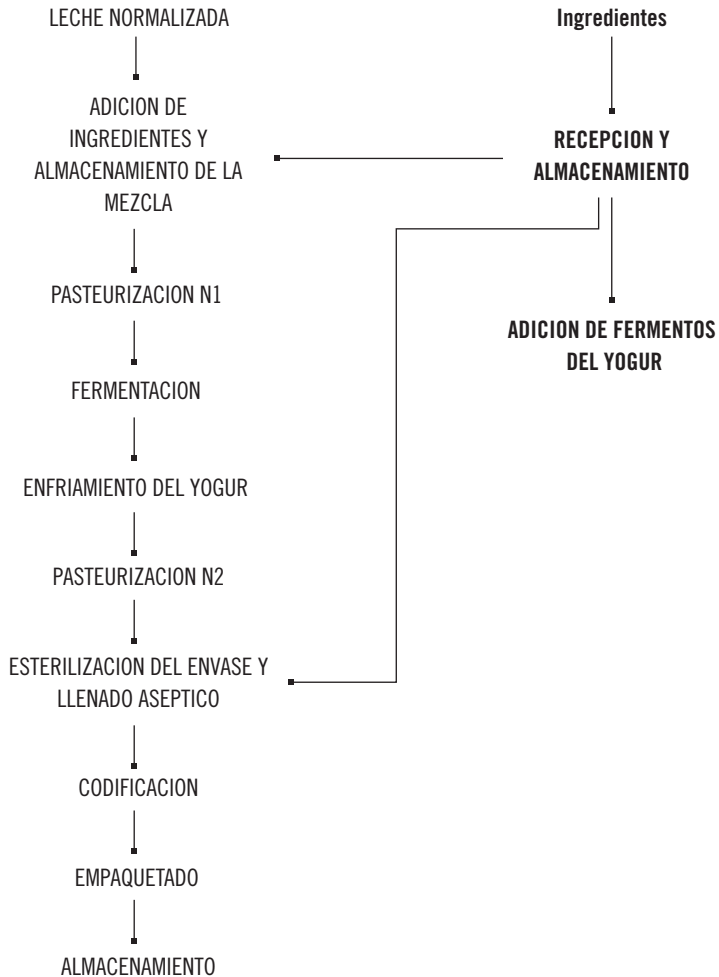 LECHE NORMALIZADA
Ingredientes
ADICION DE
INGREDIENTES Y
ALMACENAMIENTO DE LA
MEZCLA
RECEPCION Y
ALMACENAMIENTO
PASTEURIZACION N1
ADICION DE FERMENTOS
DEL YOGUR
FERMENTACION
ENFRIAMIENTO DEL YOGUR
PASTEURIZACION N2
ESTERILIZACION DEL ENVASE Y
LLENADO ASEPTICO
CODIFICACION
EMPAQUETADO
ALMACENAMIENTO